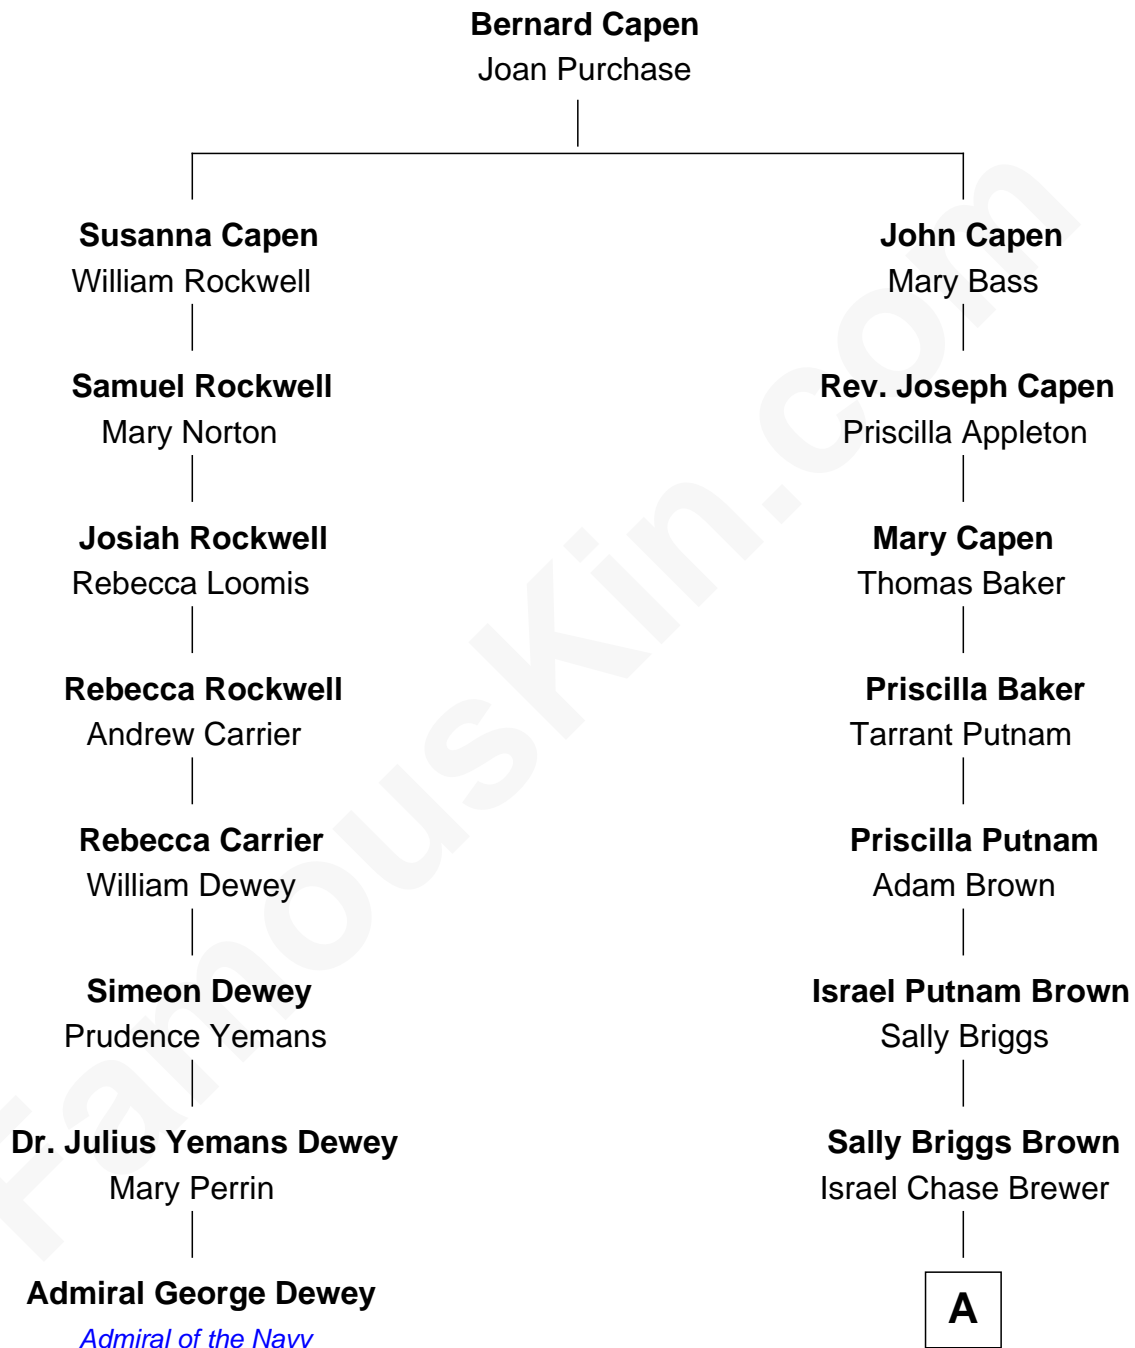 Bernard Capen
Joan Purchase
Susanna Capen
William Rockwell
John Capen
Mary Bass
Samuel Rockwell
Mary Norton
Rev. Joseph Capen
Priscilla Appleton
Josiah Rockwell
Rebecca Loomis
Mary Capen
Thomas Baker
Rebecca Rockwell
Andrew Carrier
Priscilla Baker
Tarrant Putnam
Rebecca Carrier
William Dewey
Priscilla Putnam
Adam Brown
Simeon Dewey
Prudence Yemans
Israel Putnam Brown
Sally Briggs
Dr. Julius Yemans Dewey
Mary Perrin
Sally Briggs Brown
Israel Chase Brewer
Admiral George Dewey
Admiral of the Navy
A
FamousKin.com